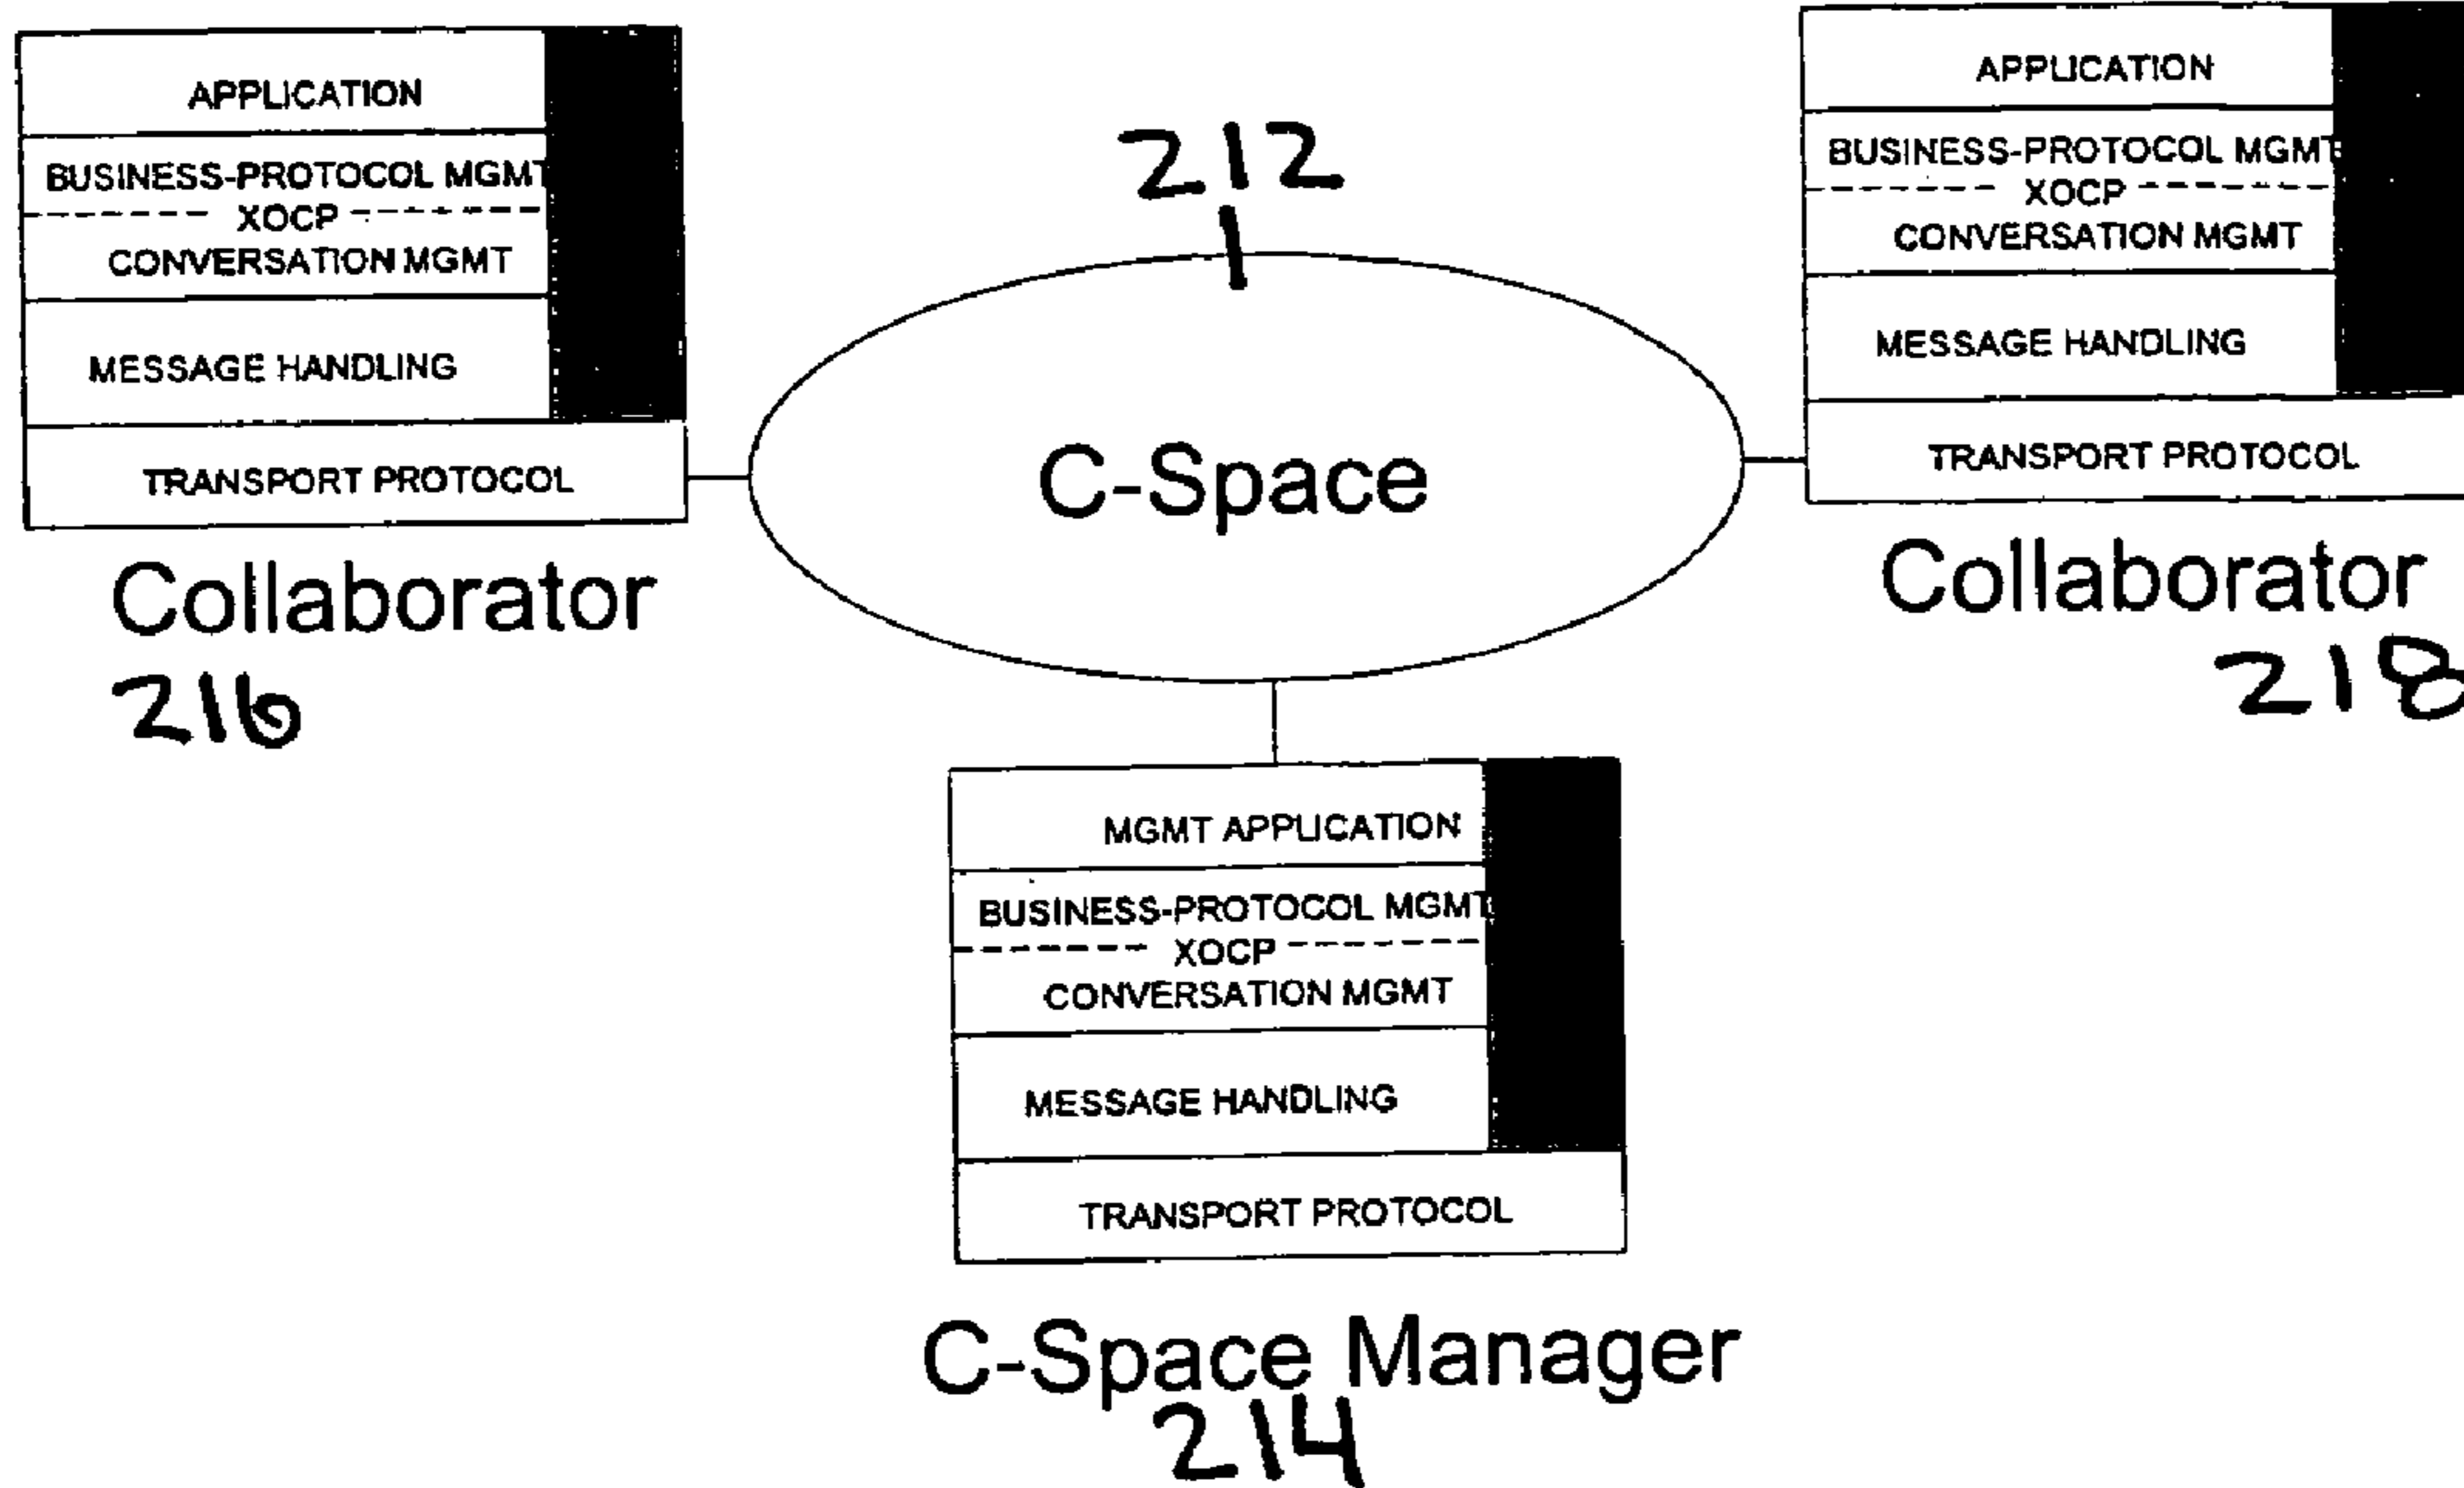 APPLICATION
BUSINESS-PROTOCOL MGMT
XOCP
CONVERSATION MGMT
MESSAGE HANDLING
TRANSPORT PROTOCOL
Collaborator
216
212
C-Space
APPLICATION
BUSINESS-PROTOCOL MGMT
XOCP
CONVERSATION MGMT
MESSAGE HANDLING
TRANSPORT PROTOCOL
Collaborator
218
MGMT APPLICATION
BUSINESS-PROTOCOL MGMT
XOCP
CONVERSATION MGMT
MESSAGE HANDLING
TRANSPORT PROTOCOL
C-Space Manager
214